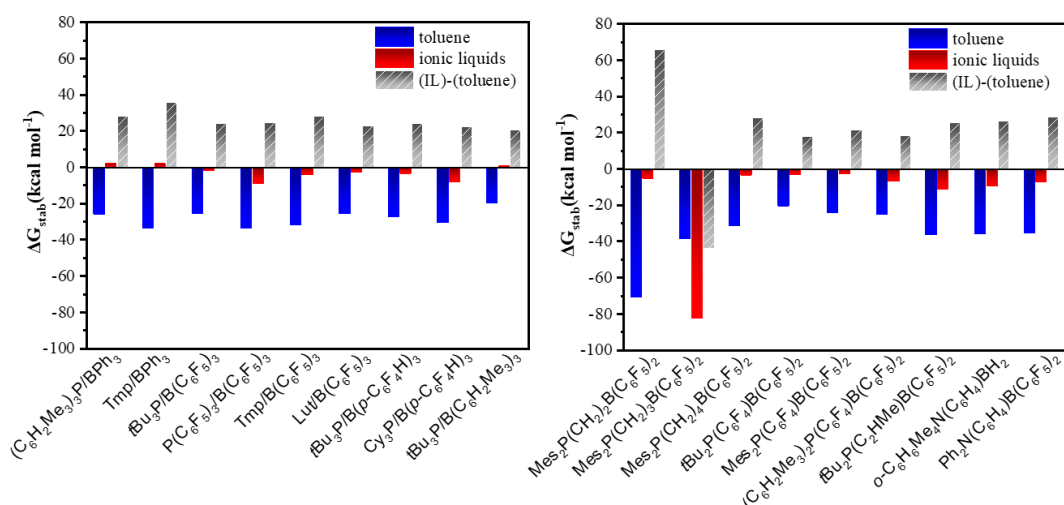 80
60
40
20
0
-20
-40
-60
-80
-100
ΔG_stab(kcal mol⁻¹)
toluene
ionic liquids
(IL)-(toluene)
(C₆H₂Me₃)₃P/BPh₃
Tmp/BPh₃
tBu₃P/B(C₆F₅)₃
P(C₆F₅)₃/B(C₆F₅)₃
Tmp/B(C₆F₅)₃
Lut/B(C₆F₅)₃
tBu₃P/B(p-C₆F₄H)₃
Cy₃P/B(p-C₆F₄H)₃
tBu₃P/B(C₆H₂Me₃)₃
80
60
40
20
0
-20
-40
-60
-80
-100
ΔG_stab(kcal mol⁻¹)
toluene
ionic liquids
(IL)-(toluene)
Mes₂P(CH₂)₂B(C₆F₅)₂
Mes₂P(CH₂)₃B(C₆F₅)₂
Mes₂P(CH₂)₄B(C₆F₅)₂
tBu₂P(C₆F₄)B(C₆F₅)₂
Mes₂P(C₆F₄)B(C₆F₅)₂
(C₆H₂Me₃)₂P(C₆F₄)B(C₆F₅)₂
tBu₂P(C₂HMe)B(C₆F₅)₂
o-C₆H₆Me₄N(C₆H₄)BH₂
Ph₂N(C₆H₄)B(C₆F₅)₂